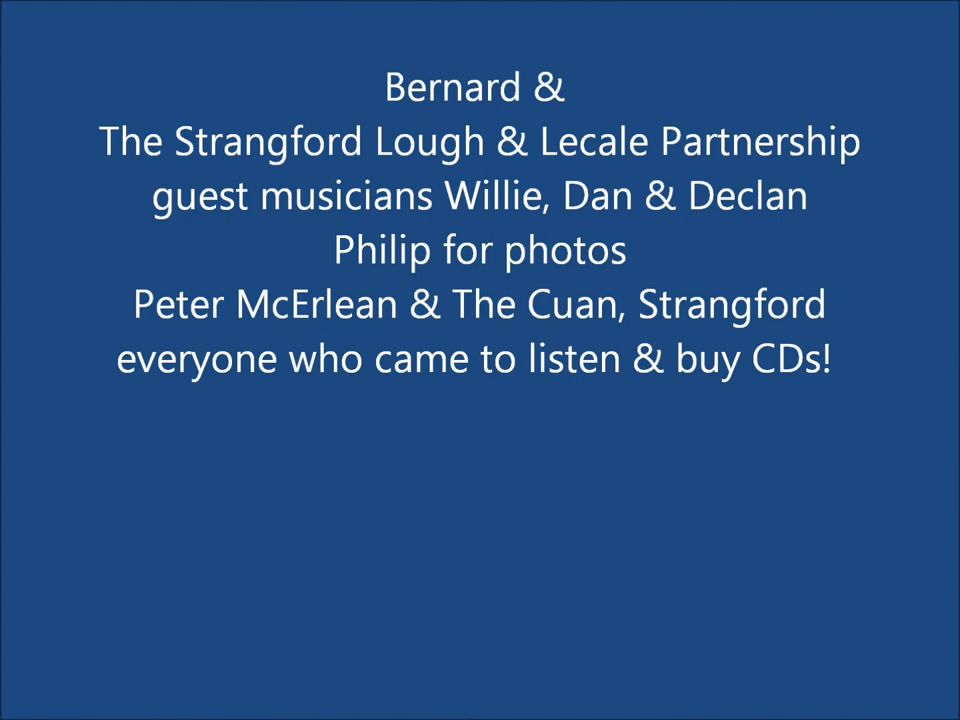 Bernard &
The Strangford Lough & Lecale Partnership
guest musicians Willie, Dan & Declan
Philip for photos
Peter McErlean & The Cuan, Strangford
everyone who came to listen & buy CDs!